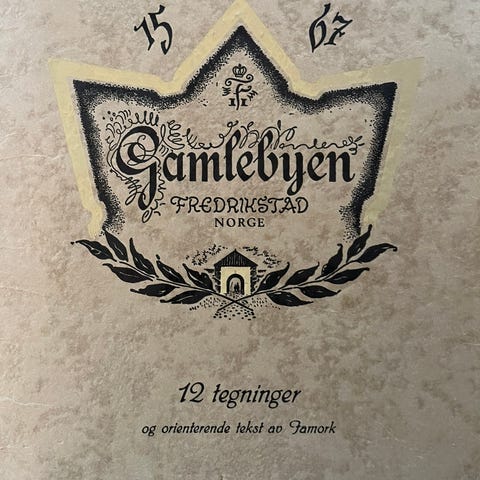 15 67
Gamlebyen
FREDRIKSTAD
NORGE
12 tegninger
og orienterende tekst av Famork